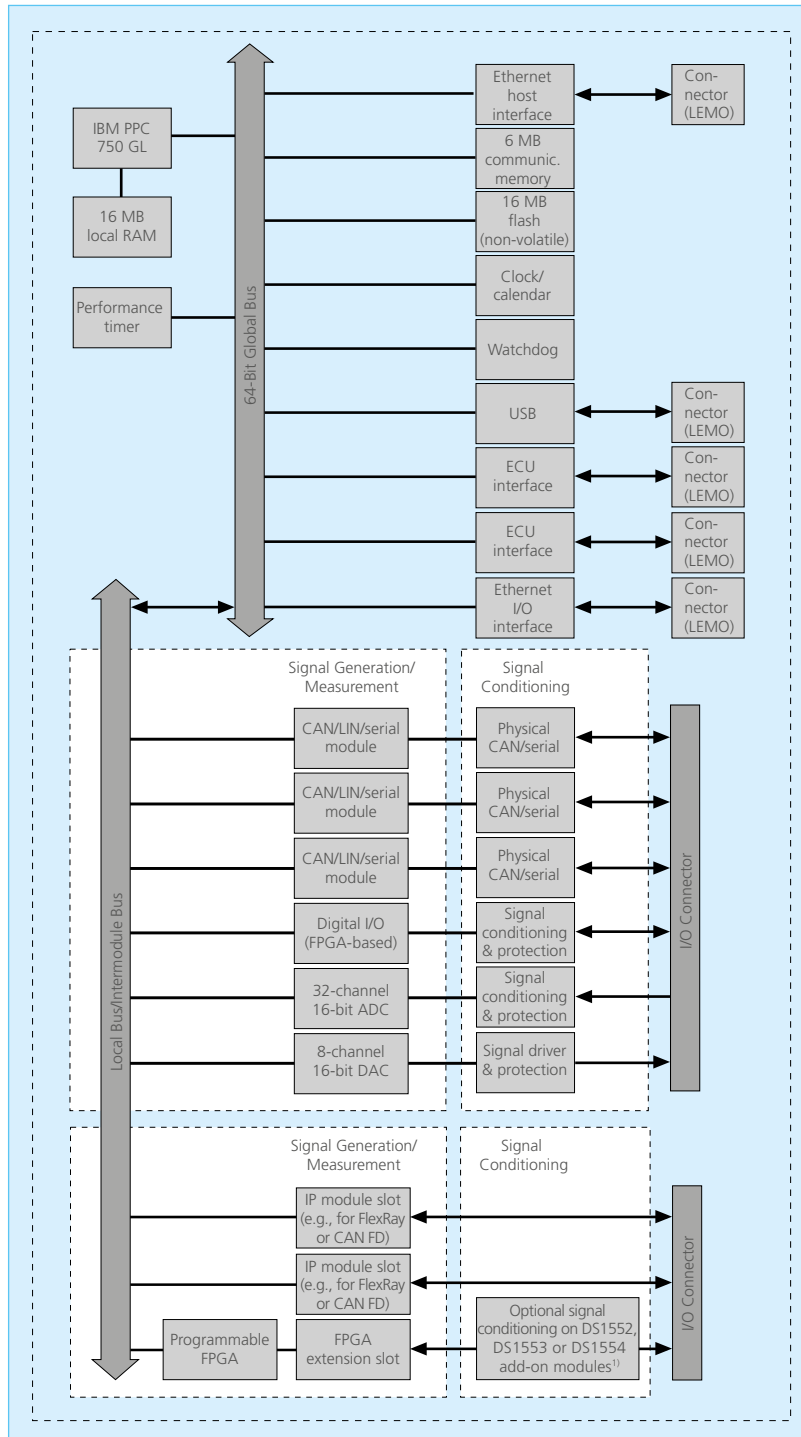 Ethernet
host
interface
Con-
nector
(LEMO)
IBM PPC
750 GL
6 MB
communic.
memory
16 MB
local RAM
16 MB
flash
(non-volatile)
Clock/
calendar
Performance
timer
64-Bit Global Bus
Watchdog
USB
Con-
nector
(LEMO)
ECU
interface
Con-
nector
(LEMO)
ECU
interface
Con-
nector
(LEMO)
Ethernet
I/O
interface
Con-
nector
(LEMO)
Local Bus/Intermodule Bus
Signal Generation/
Measurement
Signal
Conditioning
CAN/LIN/serial
module
Physical
CAN/serial
CAN/LIN/serial
module
Physical
CAN/serial
CAN/LIN/serial
module
Physical
CAN/serial
Digital I/O
(FPGA-based)
Signal
conditioning
& protection
32-channel
16-bit ADC
Signal
conditioning
& protection
8-channel
16-bit DAC
Signal driver
& protection
I/O Connector
Signal Generation/
Measurement
Signal
Conditioning
IP module slot
(e.g., for FlexRay
or CAN FD)
IP module slot
(e.g., for FlexRay
or CAN FD)
Programmable
FPGA
FPGA
extension slot
Optional signal
conditioning on DS1552,
DS1553 or DS1554
add-on modules¹⁾
I/O Connector